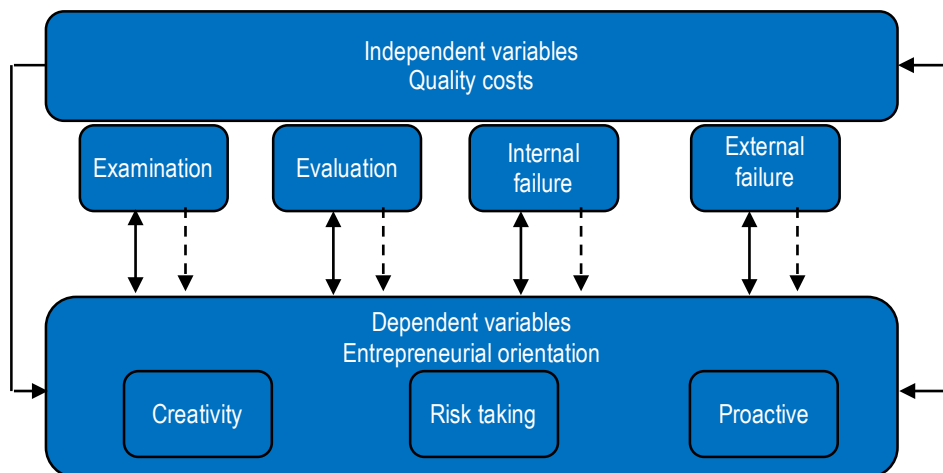 Independent variables
Quality costs
Examination
Evaluation
Internal
failure
External
failure
Dependent variables
Entrepreneurial orientation
Creativity
Risk taking
Proactive